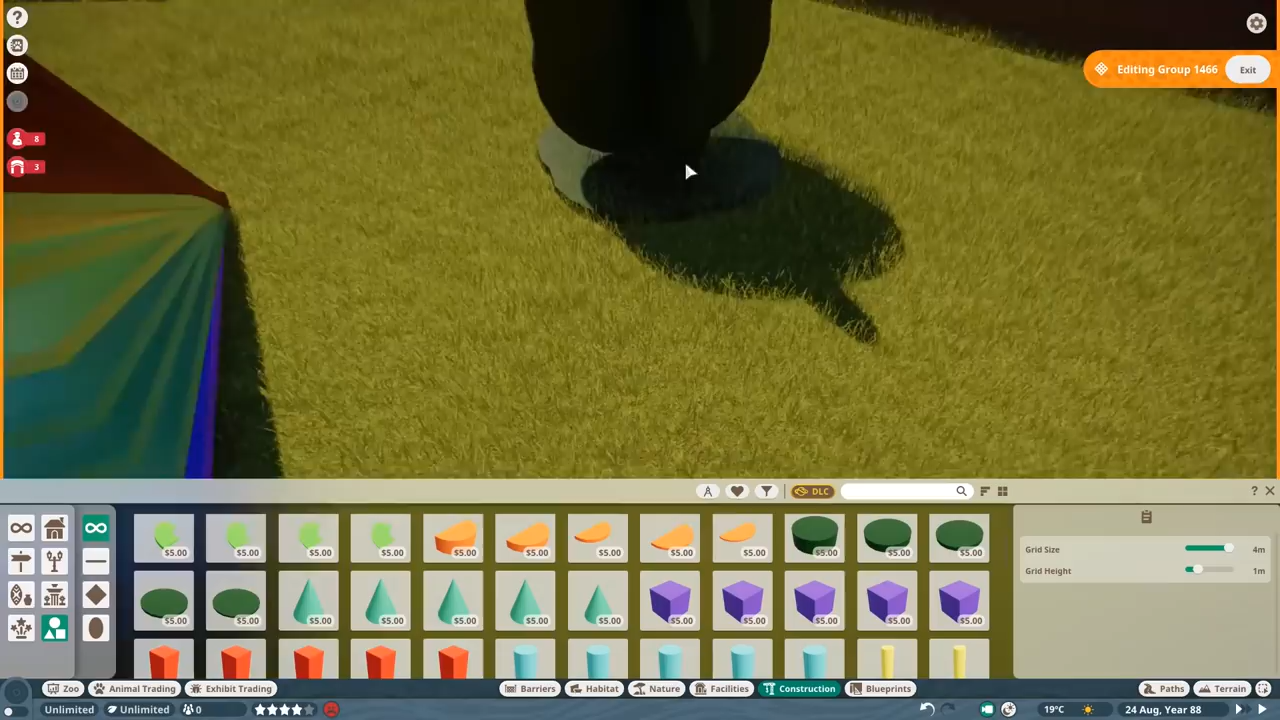 ?
Editing Group 1466
Exit
8
3
DLC
?
$5.00 $5.00 $5.00 $5.00 $5.00 $5.00 $5.00 $5.00 $5.00 $5.00 $5.00 $5.00
$5.00 $5.00 $5.00 $5.00 $5.00 $5.00 $5.00 $5.00 $5.00 $5.00 $5.00 $5.00
Grid Size 4m
Grid Height 1m
Zoo Animal Trading Exhibit Trading Barriers Habitat Nature Facilities Construction Blueprints Paths Terrain
Unlimited Unlimited 0 19°C 24 Aug, Year 88